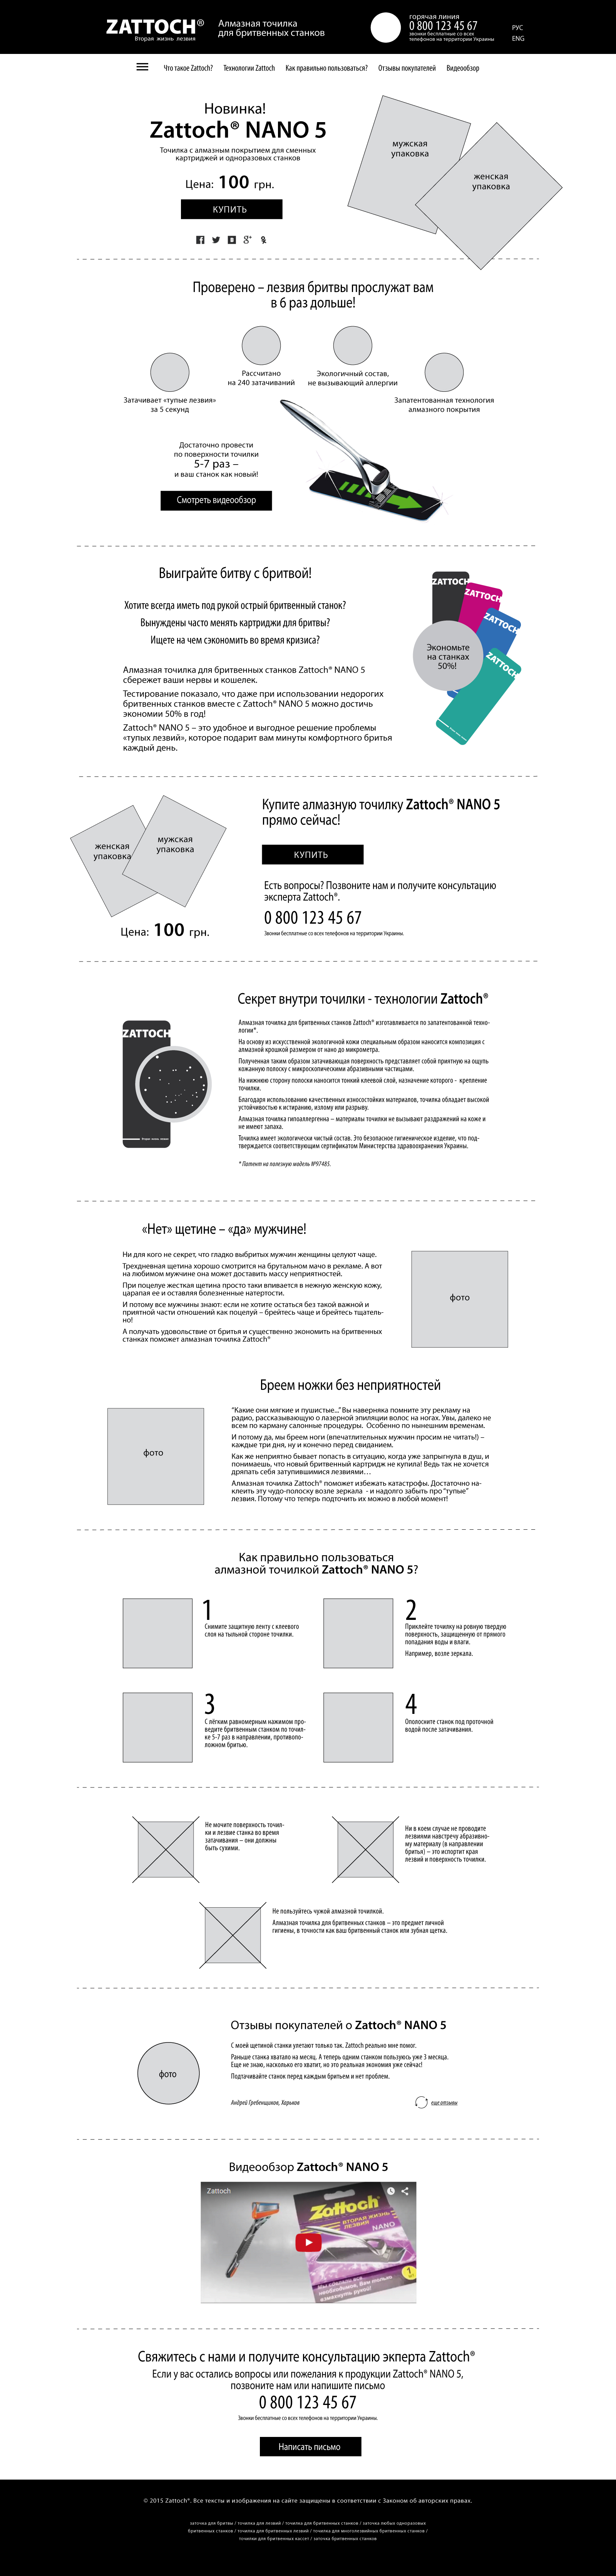 ZATTOCH®
Вторая жизнь лезвия
Алмазная точилка
для бритвенных станков
горячая линия
0 800 123 45 67
звонки бесплатные со всех
телефонов на территории Украины
РУС
ENG
Что такое Zattoch?
Технологии Zattoch
Как правильно пользоваться?
Отзывы покупателей
Видеообзор
Новинка!
Zattoch® NANO 5
Точилка с алмазным покрытием для сменных
картриджей и одноразовых станков
Цена: 100 грн.
КУПИТЬ
мужская
упаковка
женская
упаковка
Проверено – лезвия бритвы прослужат вам
в 6 раз дольше!
Затачивает «тупые лезвия»
за 5 секунд
Рассчитано
на 240 затачиваний
Экологичный состав,
не вызывающий аллергии
Запатентованная технология
алмазного покрытия
Достаточно провести
по поверхности точилки
5-7 раз –
и ваш станок как новый!
Смотреть видеообзор
Выиграйте битву с бритвой!
Хотите всегда иметь под рукой острый бритвенный станок?
Вынуждены часто менять картриджи для бритвы?
Ищете на чем сэкономить во время кризиса?
Алмазная точилка для бритвенных станков Zattoch® NANO 5
сбережет ваши нервы и кошелек.
Тестирование показало, что даже при использовании недорогих
бритвенных станков вместе с Zattoch® NANO 5 можно достичь
экономии 50% в год!
Zattoch® NANO 5 – это удобное и выгодное решение проблемы
«тупых лезвий», которое подарит вам минуты комфортного бритья
каждый день.
ZATTOCH
ZATTOCH
ZATTOCH
ZATTOCH
Экономьте
на станках
50%!
женская
упаковка
мужская
упаковка
Цена: 100 грн.
Купите алмазную точилку Zattoch® NANO 5
прямо сейчас!
КУПИТЬ
Есть вопросы? Позвоните нам и получите консультацию
эксперта Zattoch®.
0 800 123 45 67
Звонки бесплатные со всех телефонов на территории Украины.
Секрет внутри точилки - технологии Zattoch®
ZATTOCH
Вторая жизнь лезвия
Алмазная точилка для бритвенных станков Zattoch® изготавливается по запатентованной техно-
логии*.
На основу из искусственной экологичной кожи специальным образом наносится композиция с
алмазной крошкой размером от нано до микрометра.
Полученная таким образом затачивающая поверхность представляет собой приятную на ощупь
кожанную полоску с микроскопическими абразивными частицами.
На нижнюю сторону полоски наносится тонкий клеевой слой, назначение которого - крепление
точилки.
Благодаря использованию качественных износостойких материалов, точилка обладает высокой
устойчивостью к истиранию, излому или разрыву.
Алмазная точилка гипоаллергенна – материалы точилки не вызывают раздражений на коже и
не имеют запаха.
Точилка имеет экологически чистый состав. Это безопасное гигиеническое изделие, что под-
тверждается соответствующим сертификатом Министерства здравоохранения Украины.
* Патент на полезную модель №97485.
«Нет» щетине – «да» мужчине!
Ни для кого не секрет, что гладко выбритых мужчин женщины целуют чаще.
Трехдневная щетина хорошо смотрится на брутальном мачо в рекламе. А вот
на любимом мужчине она может доставить массу неприятностей.
При поцелуе жесткая щетина просто таки впивается в нежную женскую кожу,
царапая ее и оставляя болезненные натертости.
И потому все мужчины знают: если не хотите остаться без такой важной и
приятной части отношений как поцелуй – брейтесь чаще и брейтесь тщатель-
но!
А получать удовольствие от бритья и существенно экономить на бритвенных
станках поможет алмазная точилка Zattoch®
фото
Бреем ножки без неприятностей
фото
“Какие они мягкие и пушистые...” Вы наверняка помните эту рекламу на
радио, рассказывающую о лазерной эпиляции волос на ногах. Увы, далеко не
всем по карману салонные процедуры. Особенно по нынешним временам.
И потому да, мы бреем ноги (впечатлительных мужчин просим не читать!) –
каждые три дня, ну и конечно перед свиданием.
Как же неприятно бывает попасть в ситуацию, когда уже запрыгнула в душ, и
понимаешь, что новый бритвенный картридж не купила! Ведь так не хочется
дряпать себя затупившимися лезвиями…
Алмазная точилка Zattoch® поможет избежать катастрофы. Достаточно на-
клеить эту чудо-полоску возле зеркала - и надолго забыть про “тупые”
лезвия. Потому что теперь подточить их можно в любой момент!
Как правильно пользоваться
алмазной точилкой Zattoch® NANO 5?
1
Снимите защитную ленту с клеевого
слоя на тыльной стороне точилки.
2
Приклейте точилку на ровную твердую
поверхность, защищенную от прямого
попадания воды и влаги.
Например, возле зеркала.
3
С лёгким равномерным нажимом про-
ведите бритвенным станком по точил-
ке 5-7 раз в направлении, противопо-
ложном бритью.
4
Ополосните станок под проточной
водой после затачивания.
Не мочите поверхность точил-
ки и лезвие станка во время
затачивания – они должны
быть сухими.
Ни в коем случае не проводите
лезвиями навстречу абразивно-
му материалу (в направлении
бритья) – это испортит края
лезвий и поверхность точилки.
Не пользуйтесь чужой алмазной точилкой.
Алмазная точилка для бритвенных станков – это предмет личной
гигиены, в точности как ваш бритвенный станок или зубная щетка.
Отзывы покупателей о Zattoch® NANO 5
фото
С моей щетиной станки улетают только так. Zattoch реально мне помог.
Раньше станка хватало на месяц. А теперь одним станком пользуюсь уже 3 месяца.
Еще не знаю, насколько его хватит, но это реальная экономия уже сейчас!
Подтачивайте станок перед каждым бритьем и нет проблем.
Андрей Гребенщиков, Харьков
еще отзывы
Видеообзор Zattoch® NANO 5
Zattoch
Zattoch
ВТОРАЯ ЖИЗНЬ
ЛЕЗВИЯ
NANO
1
Свяжитесь с нами и получите консультацию экперта Zattoch®
Если у вас остались вопросы или пожелания к продукции Zattoch® NANO 5,
позвоните нам или напишите письмо
0 800 123 45 67
Звонки бесплатные со всех телефонов на территории Украины.
Написать письмо
© 2015 Zattoch®. Все тексты и изображения на сайте защищены в соответствии с Законом об авторских правах.
заточка для бритвы / точилка для лезвий / точилка для бритвенных станков / заточка любых одноразовых
бритвенных станков / точилка для бритвенных лезвий / точилка для многолезвийных бритвенных станков /
точилки для бритвенных кассет / заточка бритвенных станков